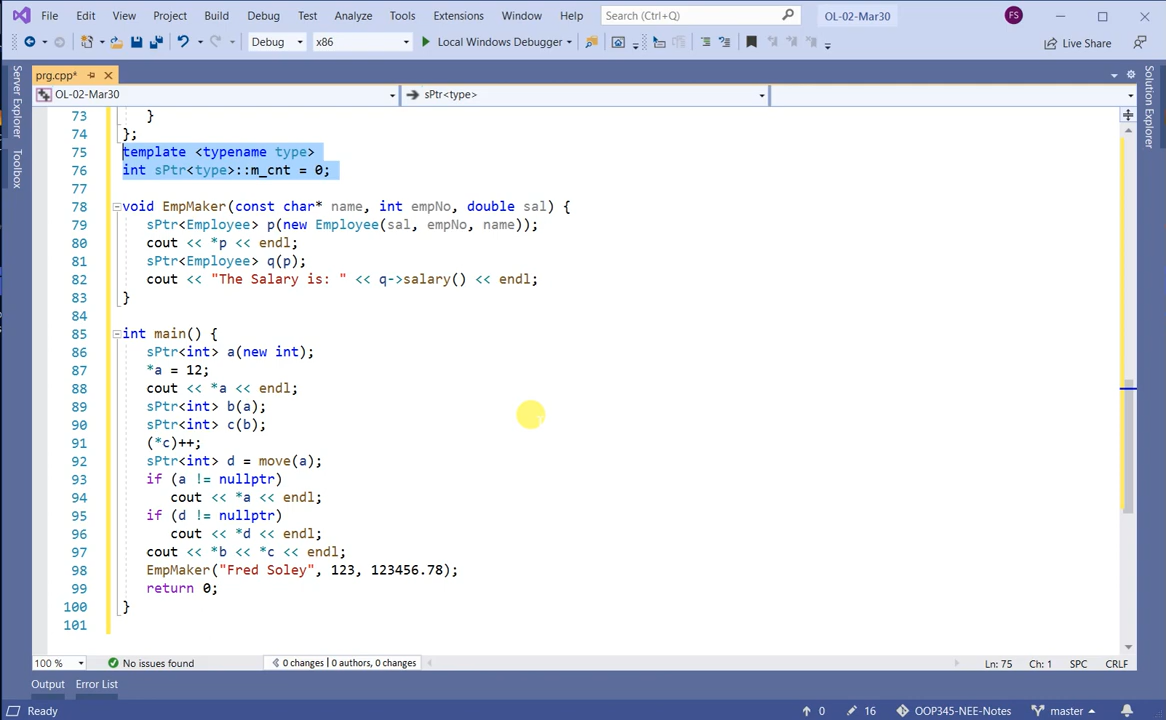 File Edit View Project Build Debug Test Analyze Tools Extensions Window Help Search (Ctrl+Q) OL-02-Mar30 FS
Debug x86 Local Windows Debugger Live Share
prg.cpp*
OL-02-Mar30 sPtr<type>
Server Explorer
Toolbox
Solution Explorer
73 }
74 };
75 template <typename type>
76 int sPtr<type>::m_cnt = 0;
77
78 void EmpMaker(const char* name, int empNo, double sal) {
79 sPtr<Employee> p(new Employee(sal, empNo, name));
80 cout << *p << endl;
81 sPtr<Employee> q(p);
82 cout << "The Salary is: " << q->salary() << endl;
83 }
84
85 int main() {
86 sPtr<int> a(new int);
87 *a = 12;
88 cout << *a << endl;
89 sPtr<int> b(a);
90 sPtr<int> c(b);
91 (*c)++;
92 sPtr<int> d = move(a);
93 if (a != nullptr)
94 cout << *a << endl;
95 if (d != nullptr)
96 cout << *d << endl;
97 cout << *b << *c << endl;
98 EmpMaker("Fred Soley", 123, 123456.78);
99 return 0;
100 }
101
100 % No issues found 0 changes | 0 authors, 0 changes Ln: 75 Ch: 1 SPC CRLF
Output Error List
Ready 0 16 OOP345-NEE-Notes master